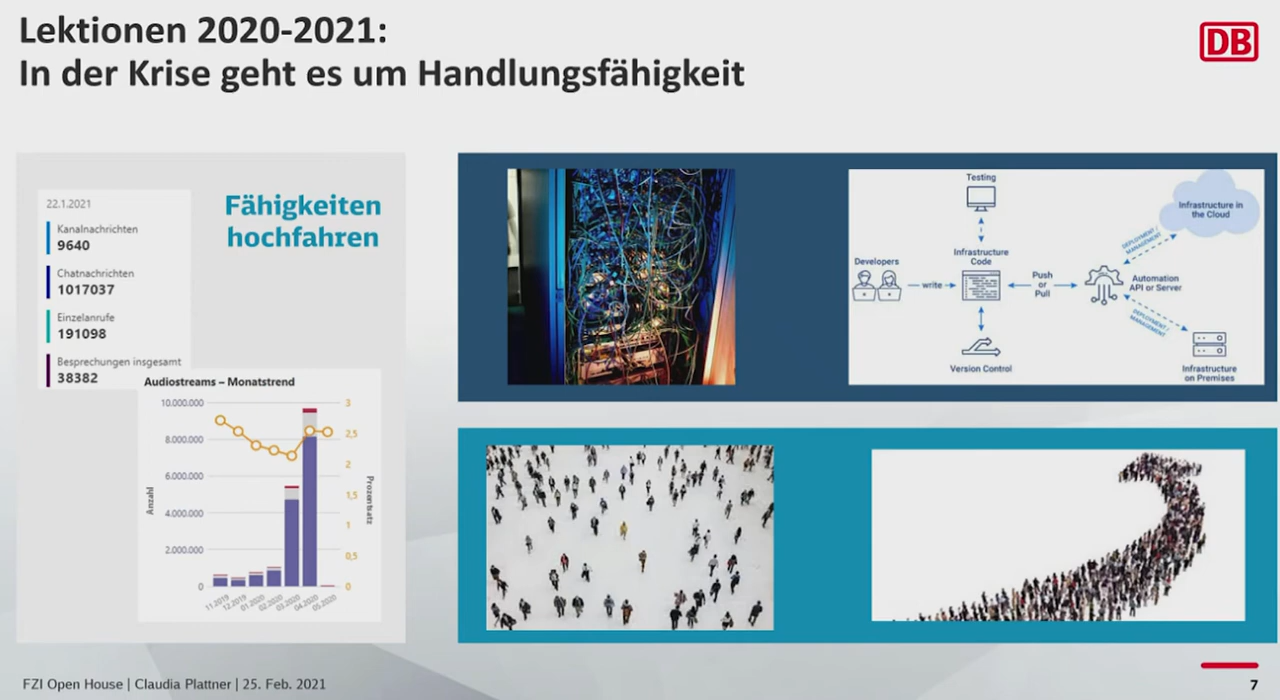 Lektionen 2020-2021:
In der Krise geht es um Handlungsfähigkeit
DB
22.1.2021
Kanalnachrichten
9640
Chatnachrichten
1017037
Einzelanrufe
191098
Besprechungen insgesamt
38382
Fähigkeiten
hochfahren
Audiostreams – Monatstrend
10.000.000
8.000.000
6.000.000
4.000.000
2.000.000
0
Anzahl
3
2,5
2
1,5
1
0,5
0
Prozentsatz
11.2019
12.2019
01.2020
02.2020
03.2020
04.2020
05.2020
Testing
Infrastructure in
the Cloud
DEPLOYMENT /
MANAGEMENT
Infrastructure
Code
Developers
write
Push
or
Pull
Automation
API or Server
DEPLOYMENT /
MANAGEMENT
Version Control
Infrastructure
on Premises
FZI Open House | Claudia Plattner | 25. Feb. 2021
7